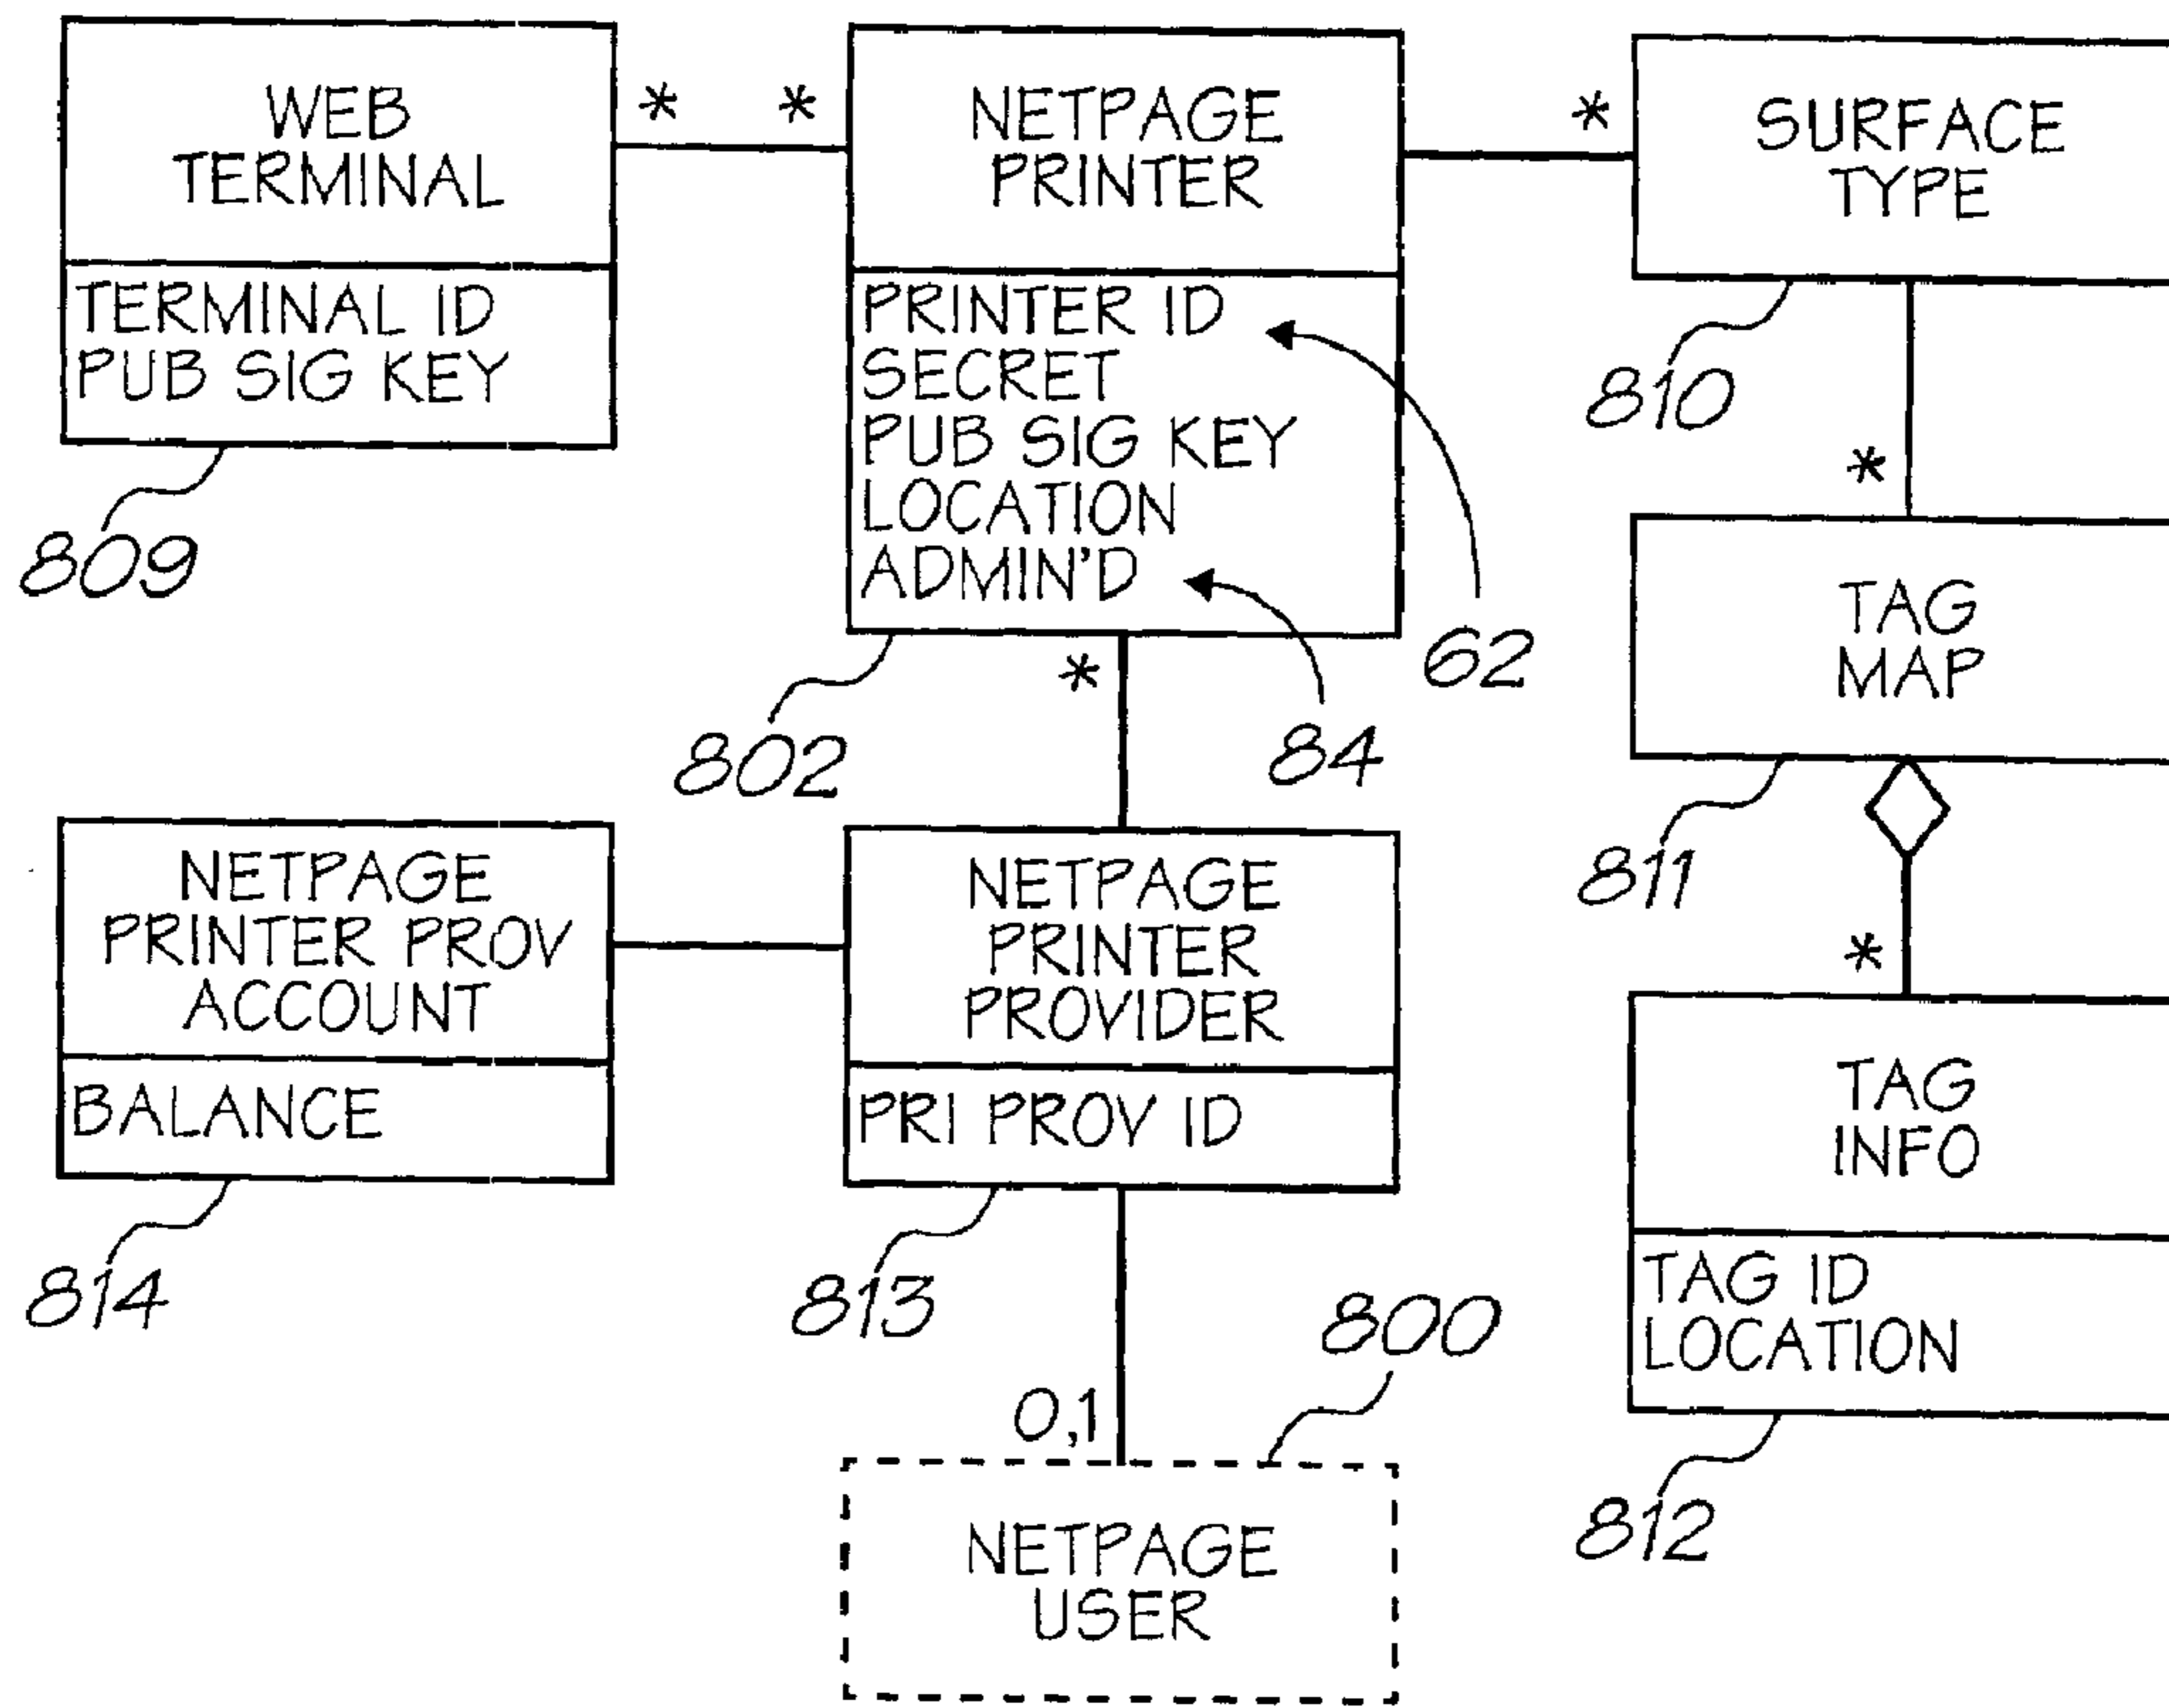 WEB
TERMINAL
TERMINAL ID
PUB SIG KEY
809
*
*
NETPAGE
PRINTER
PRINTER ID
SECRET
PUB SIG KEY
LOCATION
ADMIN'D
802
62
84
*
*
SURFACE
TYPE
810
*
TAG
MAP
811
*
TAG
INFO
TAG ID
LOCATION
812
NETPAGE
PRINTER PROV
ACCOUNT
BALANCE
814
NETPAGE
PRINTER
PROVIDER
PRI PROV ID
813
800
0,1
NETPAGE
USER